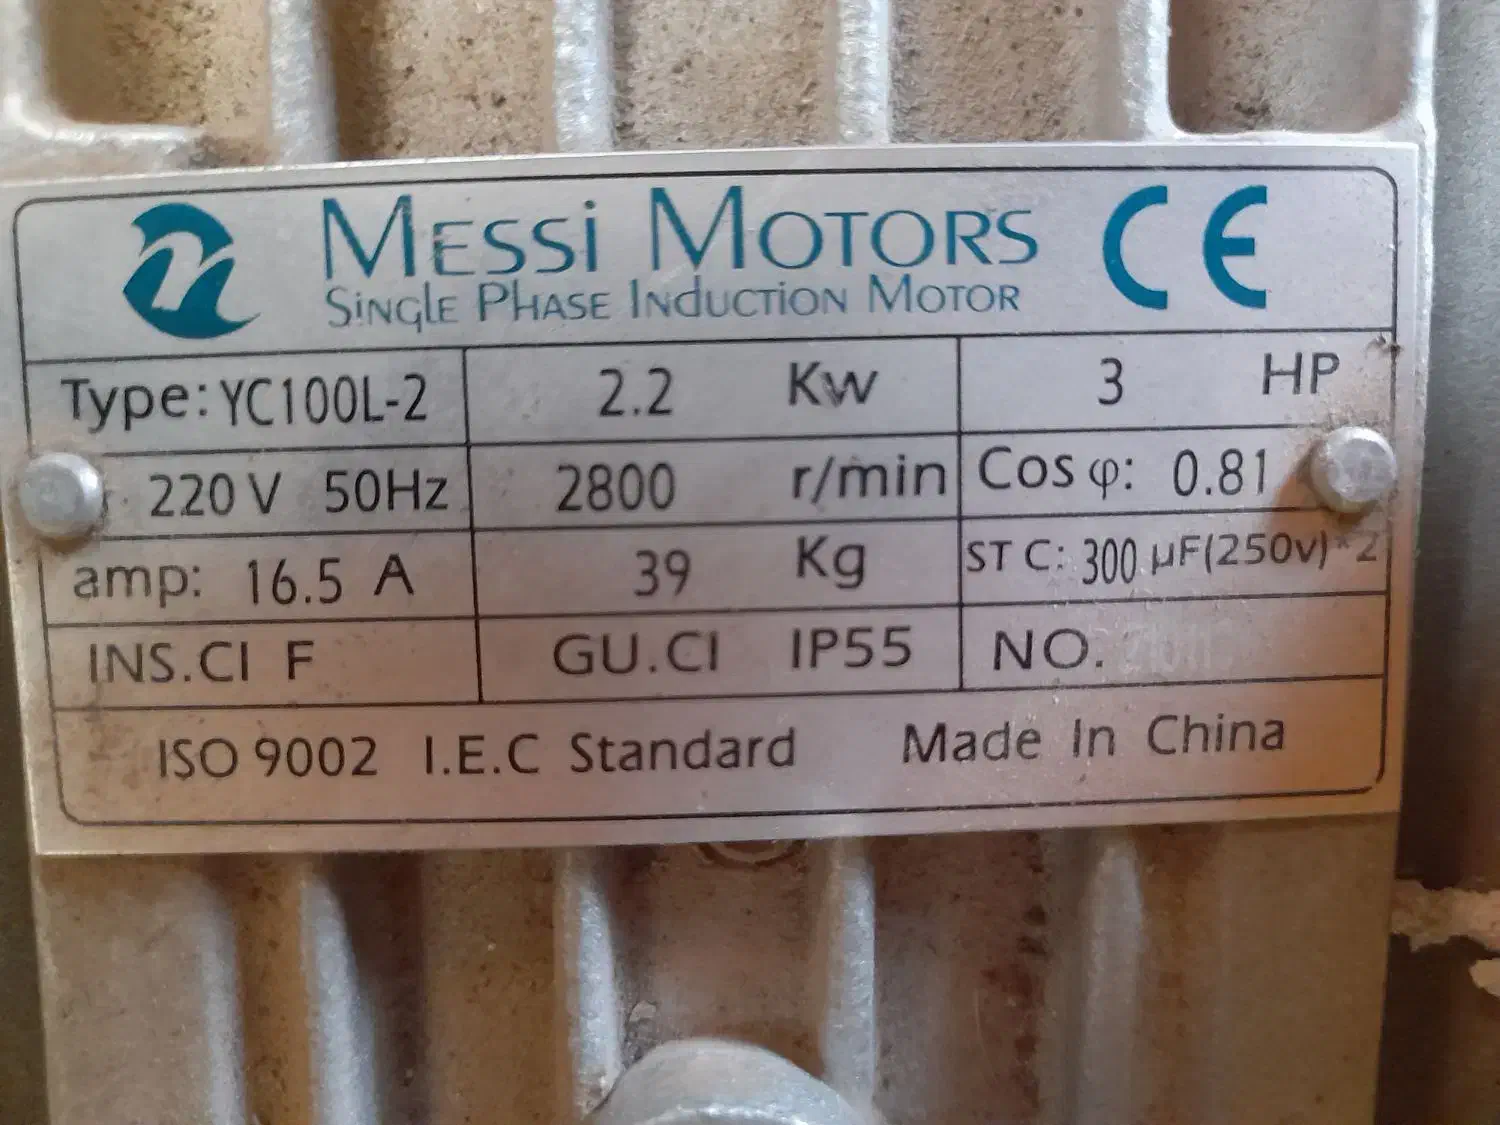 MESSi MOTORS CE
SiNGLE PHASE INDUCTION MOTOR
Type: YC100L-2 2.2 Kw 3 HP
220 V 50Hz 2800 r/min Cos φ: 0.81
amp: 16.5 A 39 Kg ST C: 300 µF(250v)*2
INS.CI F GU.CI IP55 NO.
ISO 9002 I.E.C Standard Made In China